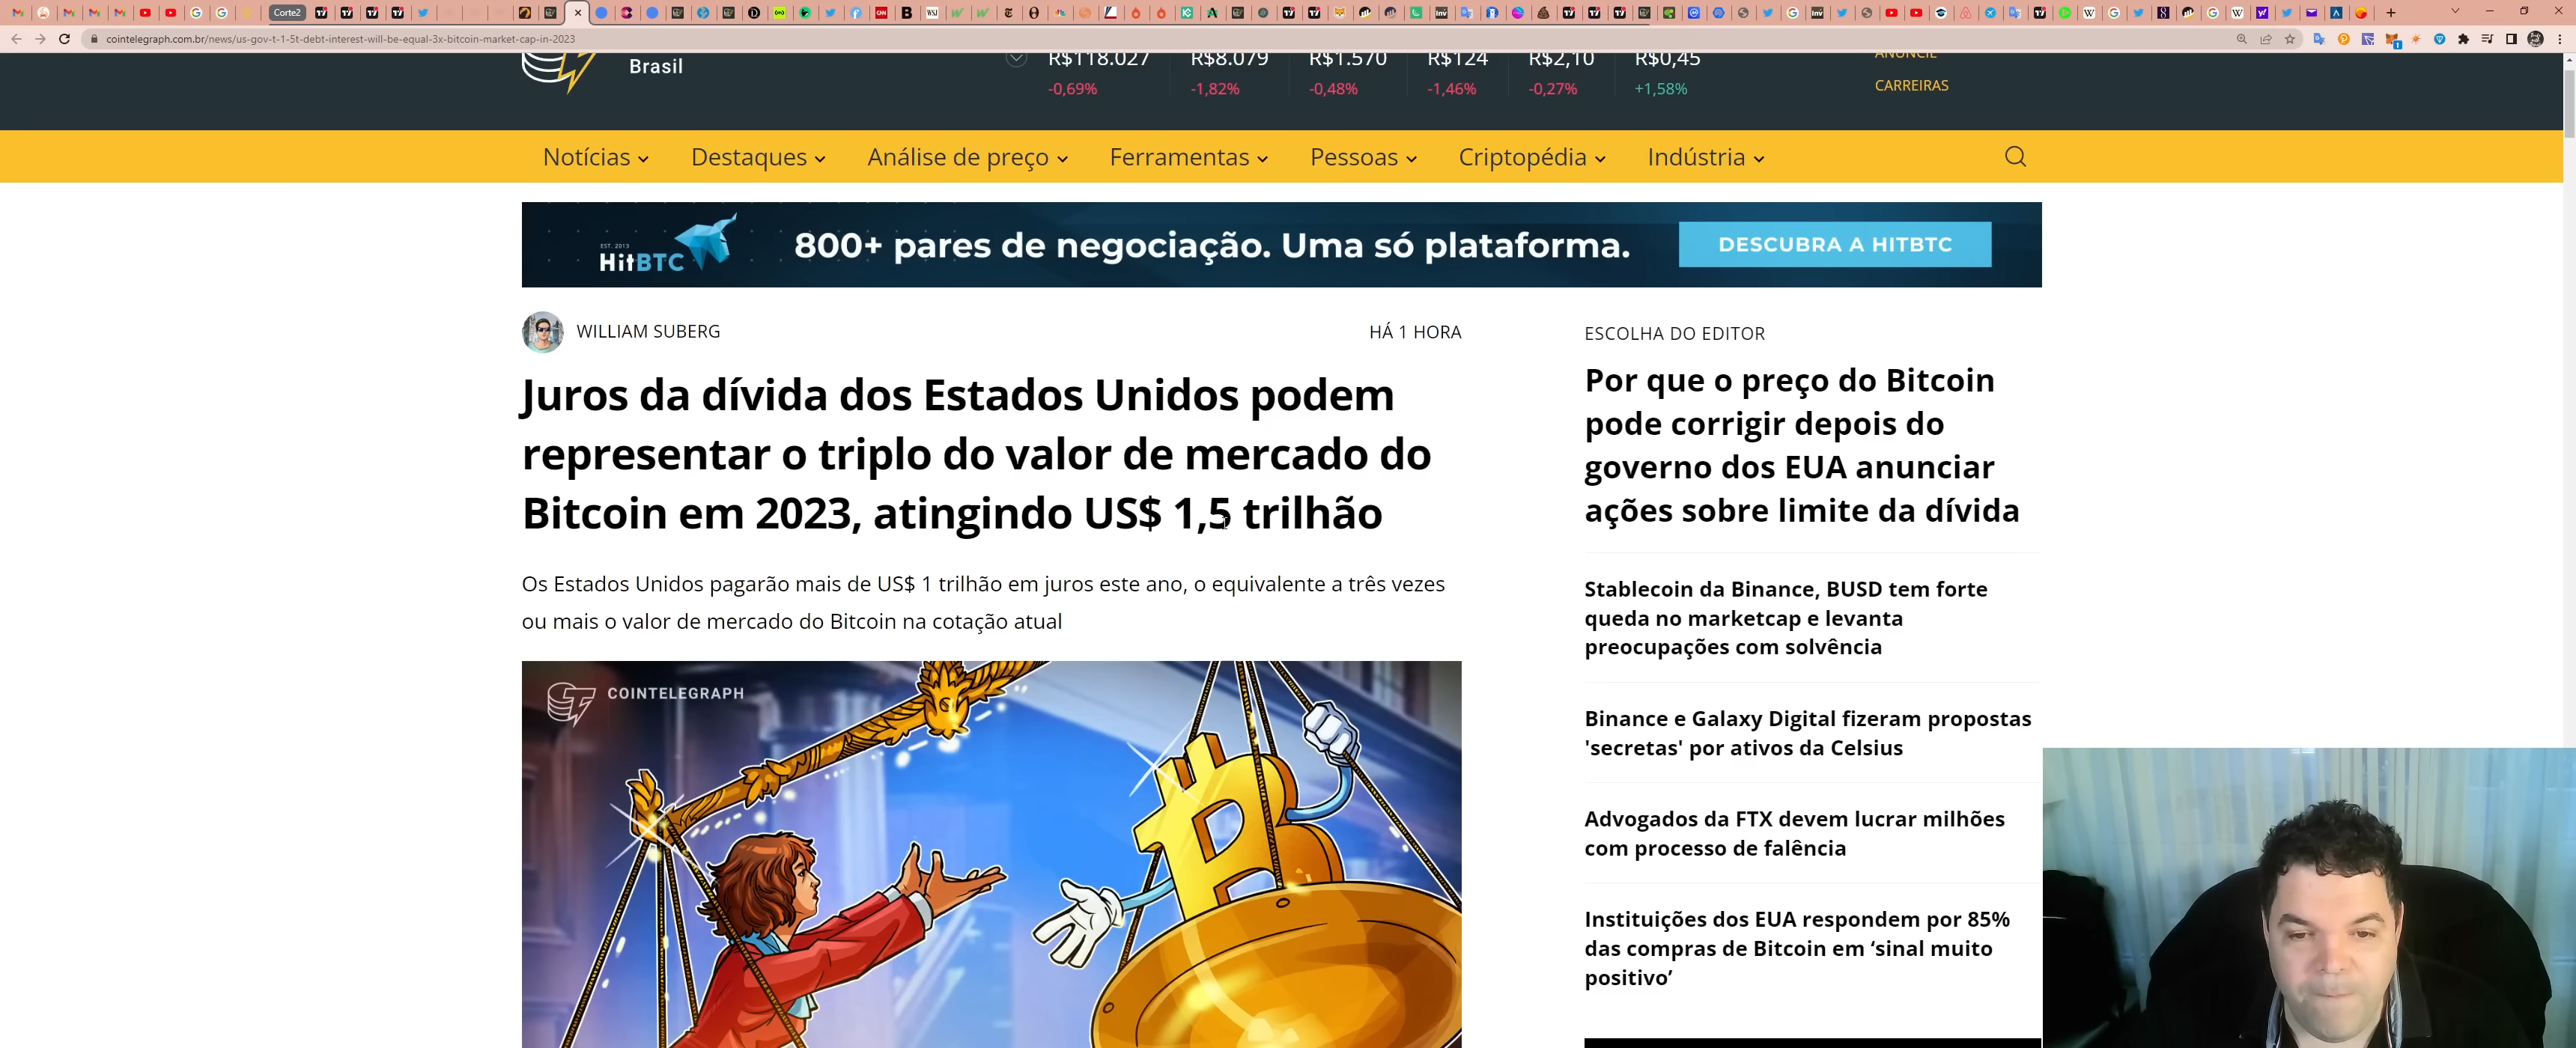 Corte2
cointelegraph.com.br/news/us-gov-t-1-5t-debt-interest-will-be-equal-3x-bitcoin-market-cap-in-2023
Brasil
R$118.027 R$8.079 R$1.570 R$124 R$2,10 R$0,45
-0,69% -1,82% -0,48% -1,46% -0,27% +1,58%
ANUNCIE
CARREIRAS
Notícias Destaques Análise de preço Ferramentas Pessoas Criptopédia Indústria
EST. 2013
HitBTC
800+ pares de negociação. Uma só plataforma.
DESCUBRA A HITBTC
WILLIAM SUBERG
HÁ 1 HORA
Juros da dívida dos Estados Unidos podem
representar o triplo do valor de mercado do
Bitcoin em 2023, atingindo US$ 1,5 trilhão
Os Estados Unidos pagarão mais de US$ 1 trilhão em juros este ano, o equivalente a três vezes
ou mais o valor de mercado do Bitcoin na cotação atual
COINTELEGRAPH
ESCOLHA DO EDITOR
Por que o preço do Bitcoin
pode corrigir depois do
governo dos EUA anunciar
ações sobre limite da dívida
Stablecoin da Binance, BUSD tem forte
queda no marketcap e levanta
preocupações com solvência
Binance e Galaxy Digital fizeram propostas
'secretas' por ativos da Celsius
Advogados da FTX devem lucrar milhões
com processo de falência
Instituições dos EUA respondem por 85%
das compras de Bitcoin em ‘sinal muito
positivo’